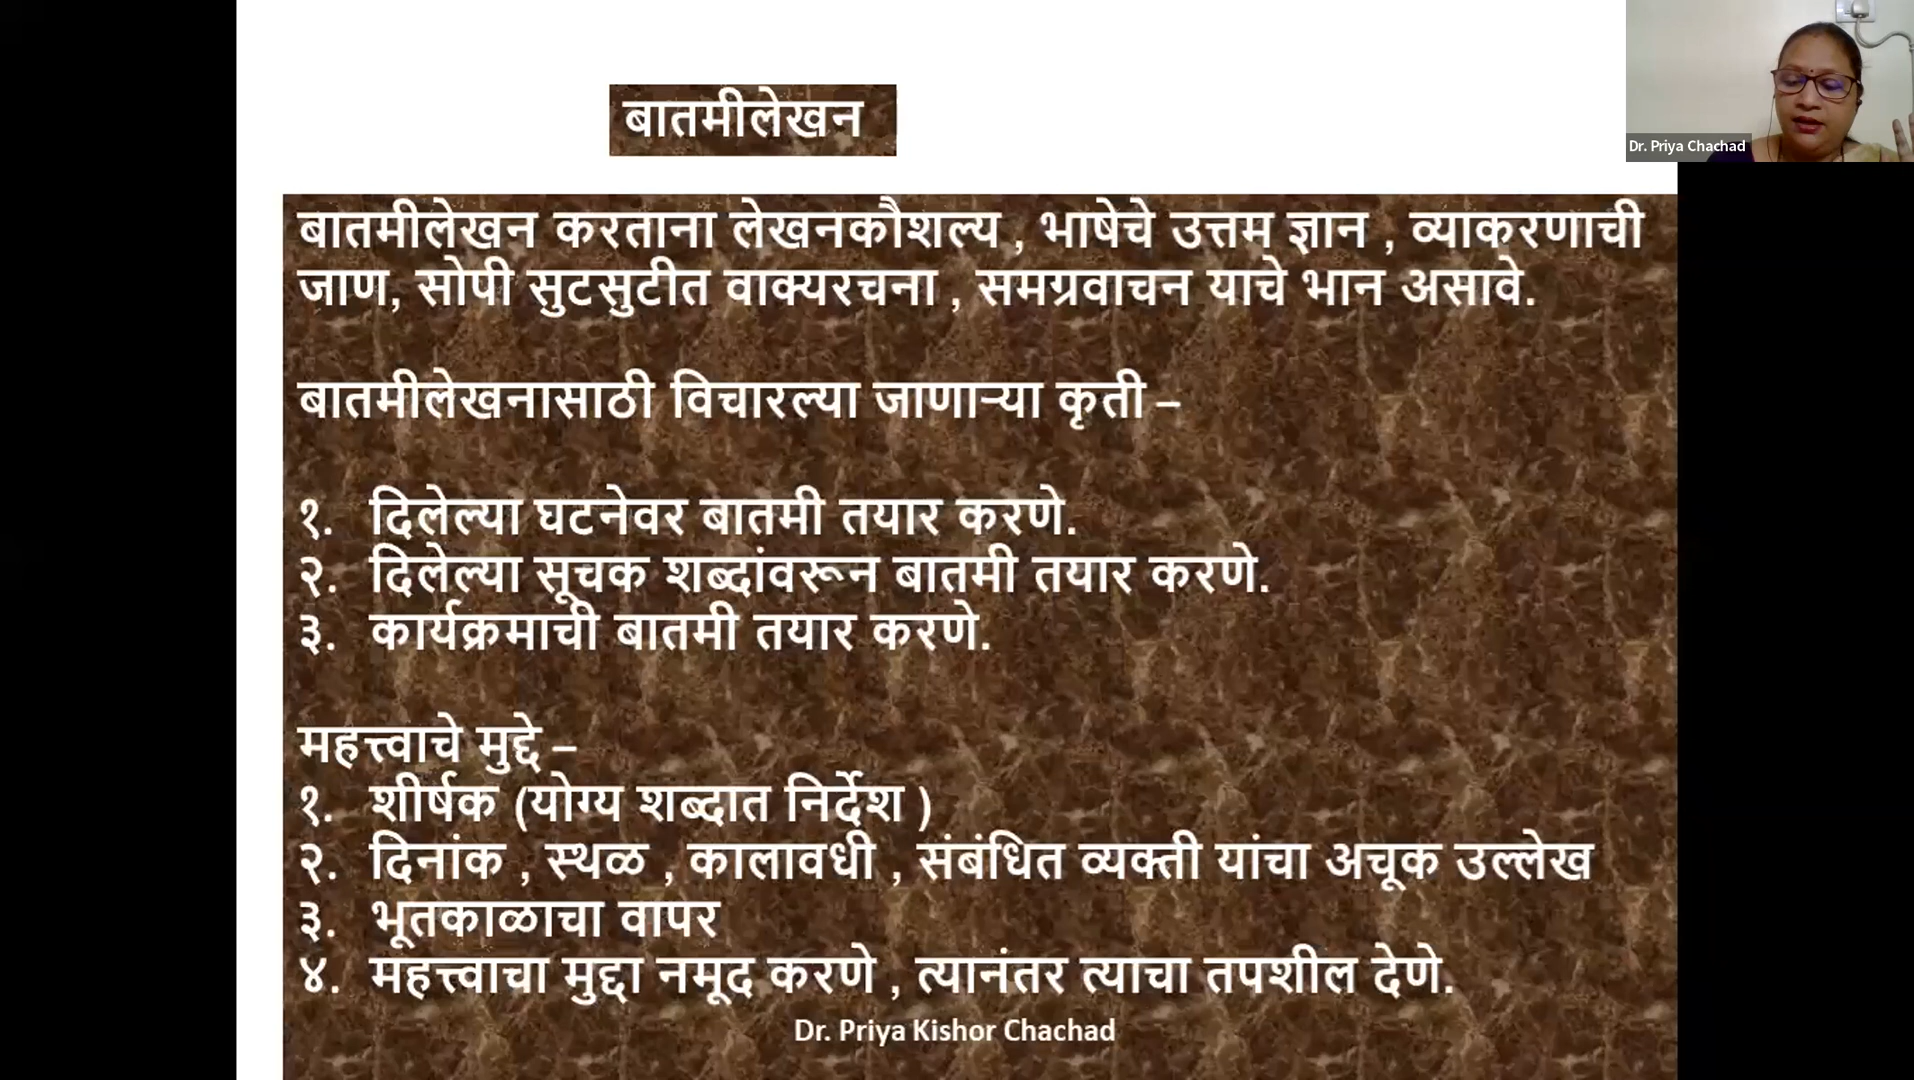 बातमीलेखन
Dr. Priya Chachad
बातमीलेखन करताना लेखनकौशल्य , भाषेचे उत्तम ज्ञान , व्याकरणाची
जाण, सोपी सुटसुटीत वाक्यरचना , समग्रवाचन याचे भान असावे.
बातमीलेखनासाठी विचारल्या जाणाऱ्या कृती –
१. दिलेल्या घटनेवर बातमी तयार करणे.
२. दिलेल्या सूचक शब्दांवरून बातमी तयार करणे.
३. कार्यक्रमाची बातमी तयार करणे.
महत्त्वाचे मुद्दे –
१. शीर्षक (योग्य शब्दात निर्देश )
२. दिनांक , स्थळ , कालावधी , संबंधित व्यक्ती यांचा अचूक उल्लेख
३. भूतकाळाचा वापर
४. महत्त्वाचा मुद्दा नमूद करणे , त्यानंतर त्याचा तपशील देणे.
Dr. Priya Kishor Chachad